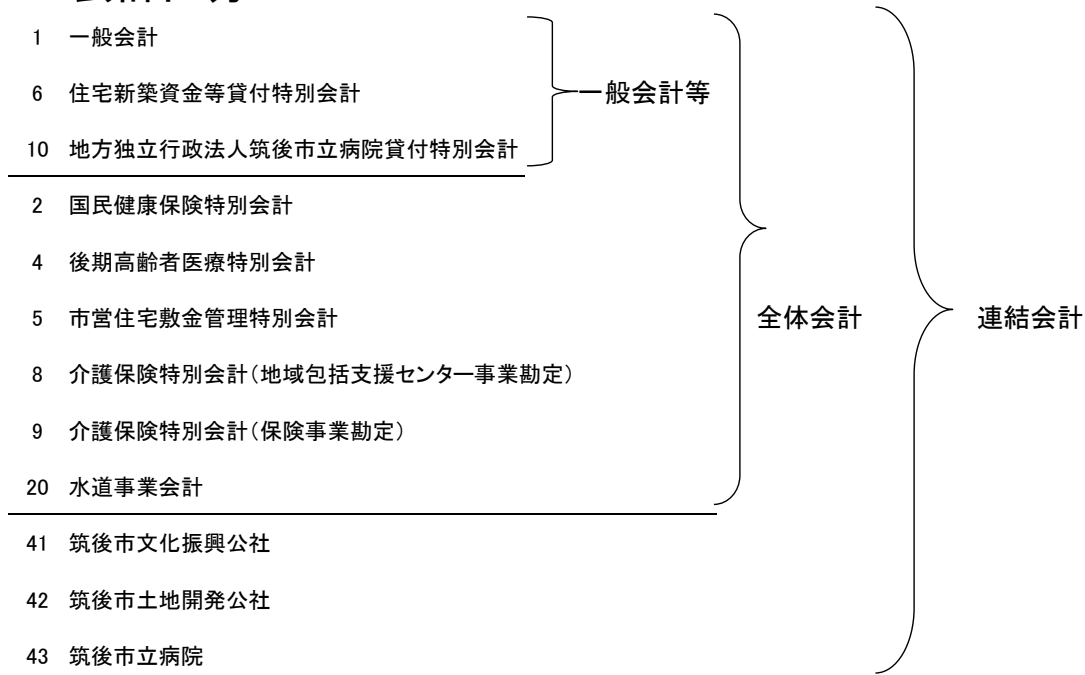 1 一般会計
6 住宅新築資金等貸付特別会計
一般会計等
10 地方独立行政法人筑後市立病院貸付特別会計
2 国民健康保険特別会計
4 後期高齢者医療特別会計
5 市営住宅敷金管理特別会計
全体会計
連結会計
8 介護保険特別会計(地域包括支援センター事業勘定)
9 介護保険特別会計(保険事業勘定)
20 水道事業会計
41 筑後市文化振興公社
42 筑後市土地開発公社
43 筑後市立病院